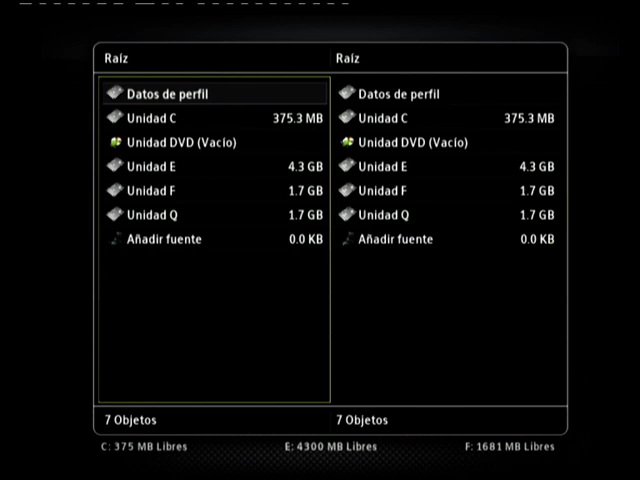 Raíz Raíz
Datos de perfil Datos de perfil
Unidad C 375.3 MB Unidad C 375.3 MB
Unidad DVD (Vacío) Unidad DVD (Vacío)
Unidad E 4.3 GB Unidad E 4.3 GB
Unidad F 1.7 GB Unidad F 1.7 GB
Unidad Q 1.7 GB Unidad Q 1.7 GB
Añadir fuente 0.0 KB Añadir fuente 0.0 KB
7 Objetos 7 Objetos
C: 375 MB Libres E: 4300 MB Libres F: 1681 MB Libres